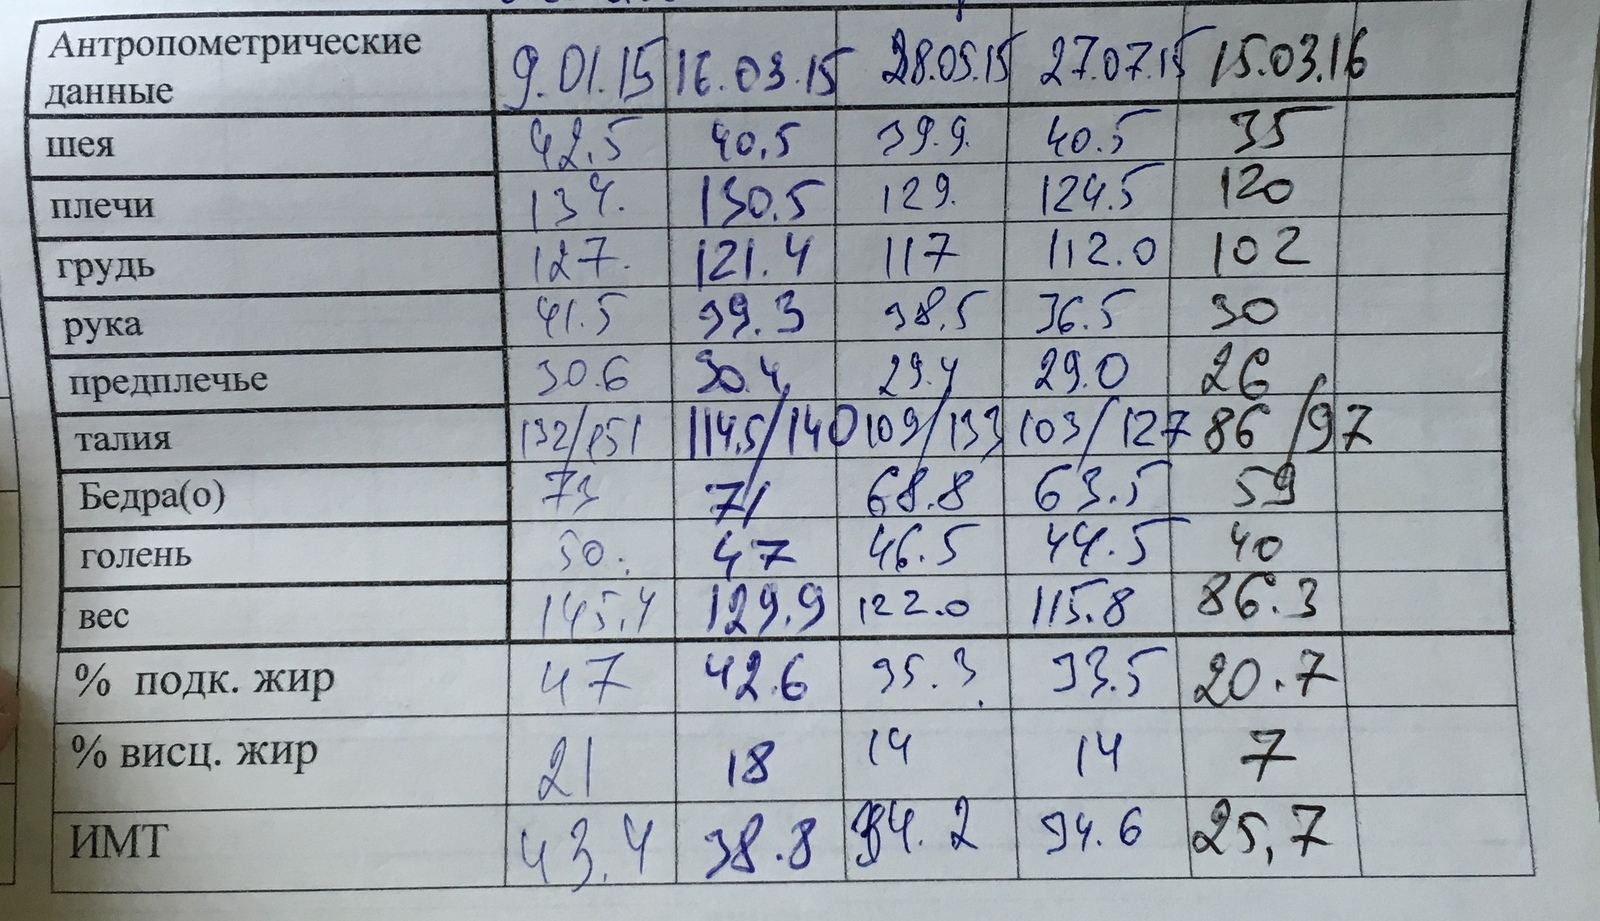 Антропометрические данные 9.01.15 16.03.15 28.05.15 27.07.15 15.03.16
шея 42,5 40,5 39.9. 40.5 35
плечи 134. 130.5 129. 124.5 120
грудь 127. 121.4 117 112.0 102
рука 41.5 39.3 38,5 36.5 30
предплечье 30.6 30.4 29.4 29.0 26
талия 132/151 114,5/140 109/133 103/127 86/97
Бедра(о) 73 71 68.8 63.5 59
голень 50. 47 46.5 44.5 40
вес 145,4 129.9 122.0 115.8 86.3
% подк. жир 47 42.6 35.3 33.5 20.7
% висц. жир 21 18 14 14 7
ИМТ 43.4 38.8 34.2 34.6 25,7